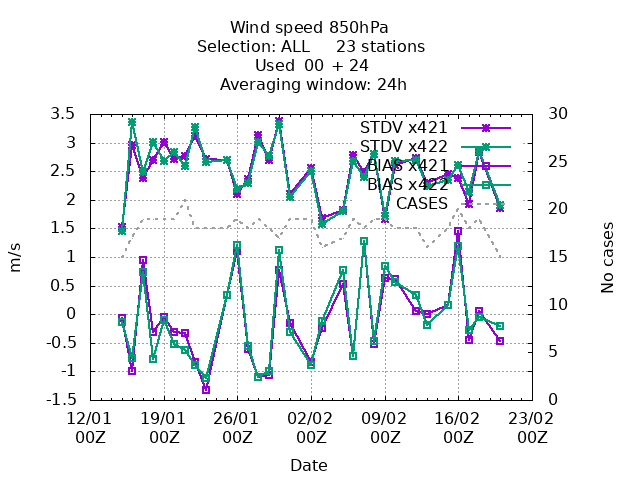 Wind speed 850hPa
Selection: ALL 23 stations
Used 00 + 24
Averaging window: 24h
3.5
3
2.5
2
1.5
1
0.5
0
-0.5
-1
-1.5
m/s
30
25
20
15
10
5
0
No cases
STDV x421
STDV x422
BIAS x421
BIAS x422
CASES
12/01 19/01 26/01 02/02 09/02 16/02 23/02
00Z 00Z 00Z 00Z 00Z 00Z 00Z
Date